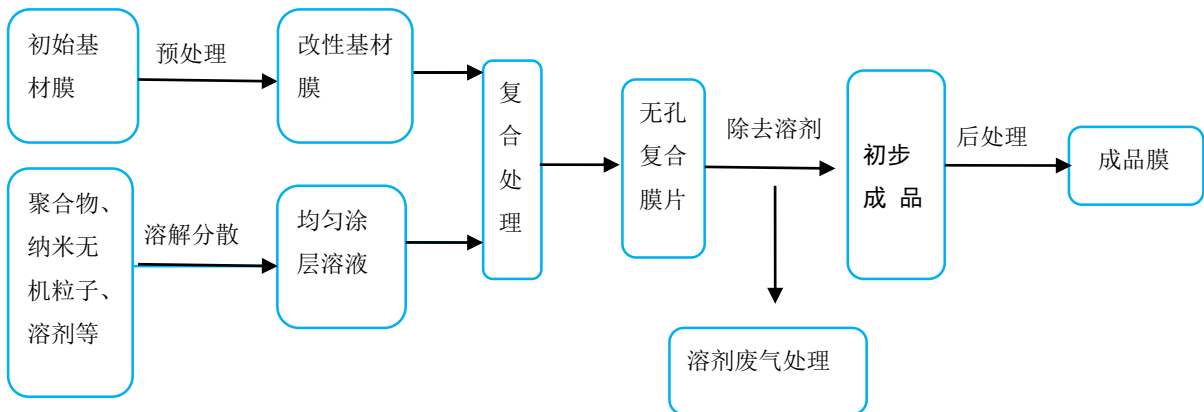 初始基
材膜
预处理
改性基材
膜
聚合物、
纳米无
机粒子、
溶剂等
溶解分散
均匀涂
层溶液
复
合
处
理
无孔
复合
膜片
除去溶剂
溶剂废气处理
初步
成 品
后处理
成品膜